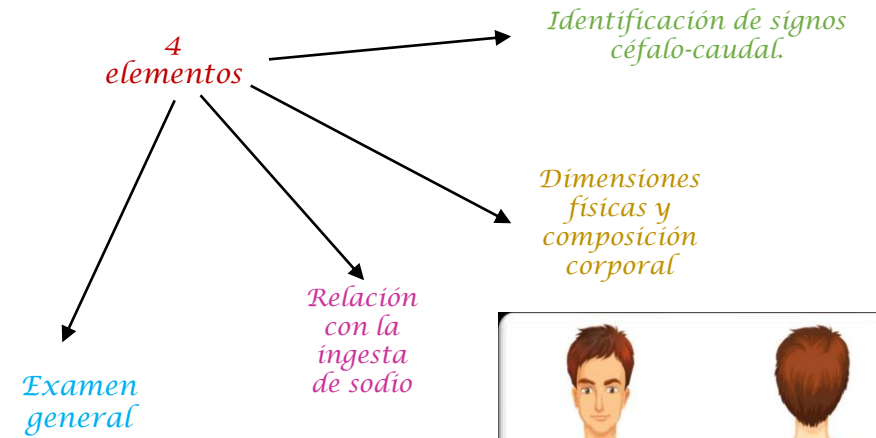 4
elementos
Identificación de signos
céfalo-caudal.
Dimensiones
físicas y
composición
corporal
Relación
con la
ingesta
de sodio
Examen
general